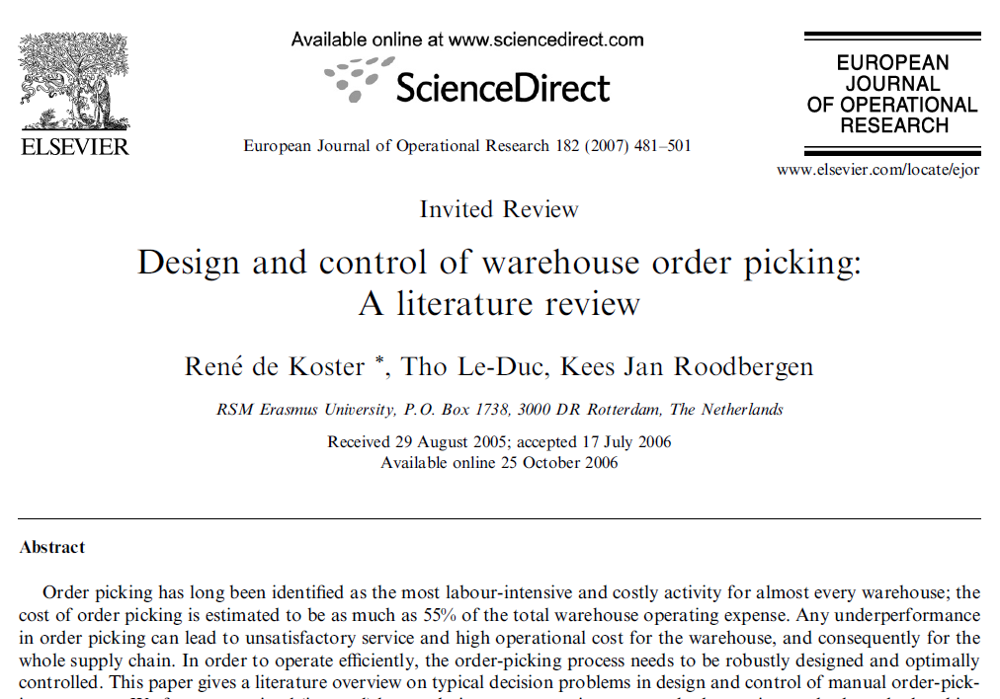 Available online at www.sciencedirect.com
ScienceDirect
ELSEVIER
European Journal of Operational Research 182 (2007) 481–501
EUROPEAN
JOURNAL
OF OPERATIONAL
RESEARCH
www.elsevier.com/locate/ejor
Invited Review
Design and control of warehouse order picking:
A literature review
René de Koster *, Tho Le-Duc, Kees Jan Roodbergen
RSM Erasmus University, P.O. Box 1738, 3000 DR Rotterdam, The Netherlands
Received 29 August 2005; accepted 17 July 2006
Available online 25 October 2006
Abstract
Order picking has long been identified as the most labour-intensive and costly activity for almost every warehouse; the
cost of order picking is estimated to be as much as 55% of the total warehouse operating expense. Any underperformance
in order picking can lead to unsatisfactory service and high operational cost for the warehouse, and consequently for the
whole supply chain. In order to operate efficiently, the order-picking process needs to be robustly designed and optimally
controlled. This paper gives a literature overview on typical decision problems in design and control of manual order-pick-